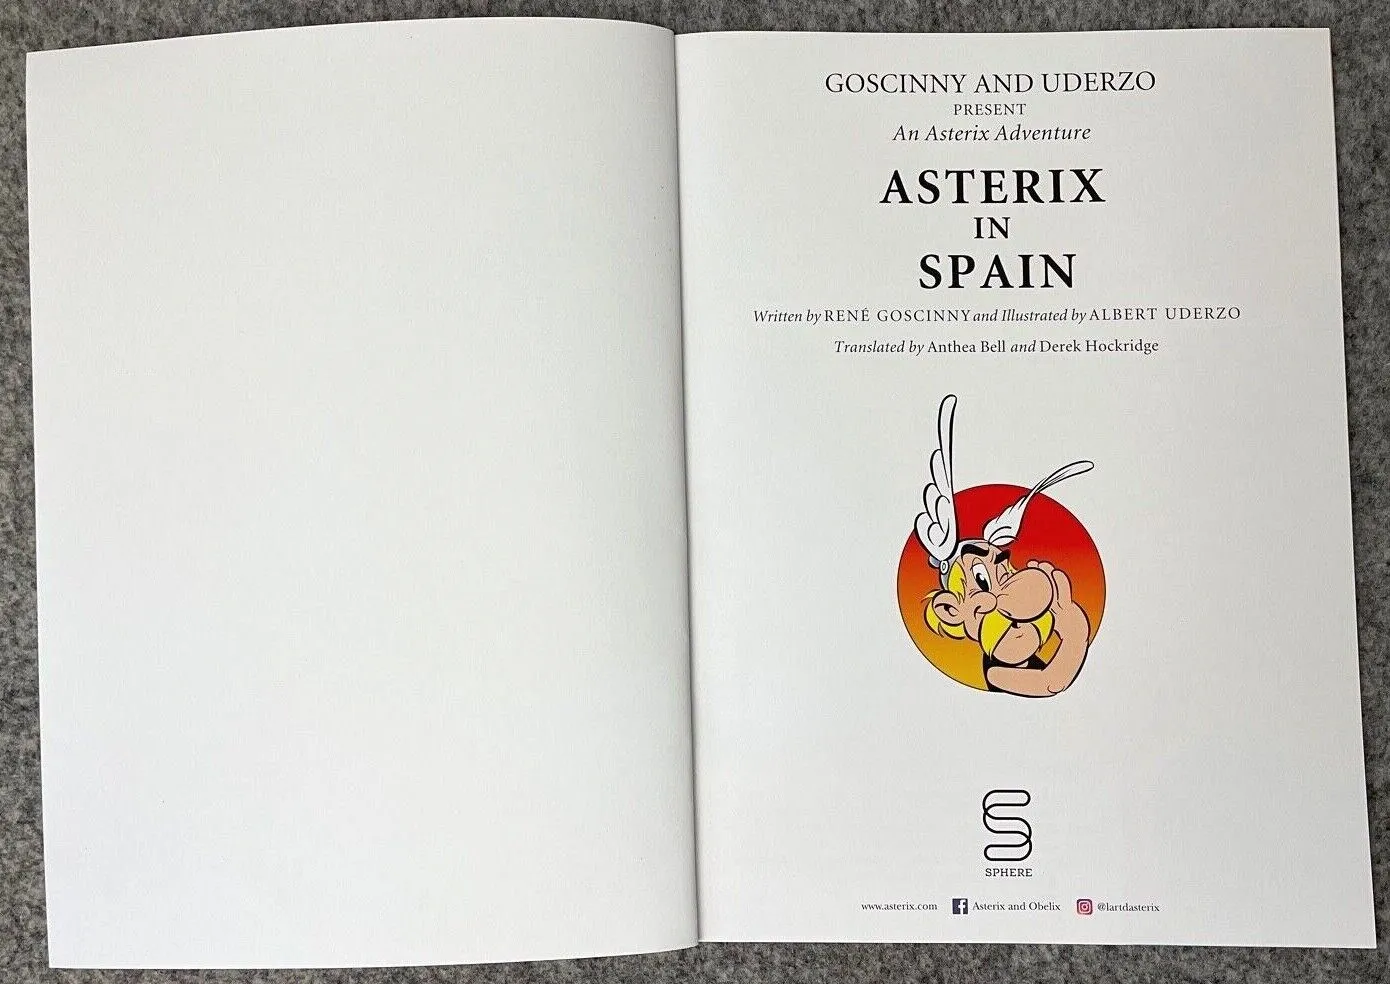 GOSCINNY AND UDERZO
PRESENT
An Asterix Adventure
ASTERIX
IN
SPAIN
Written by RENÉ GOSCINNY and Illustrated by ALBERT UDERZO
Translated by Anthea Bell and Derek Hockridge
SPHERE
www.asterix.com Asterix and Obelix @lartdasterix